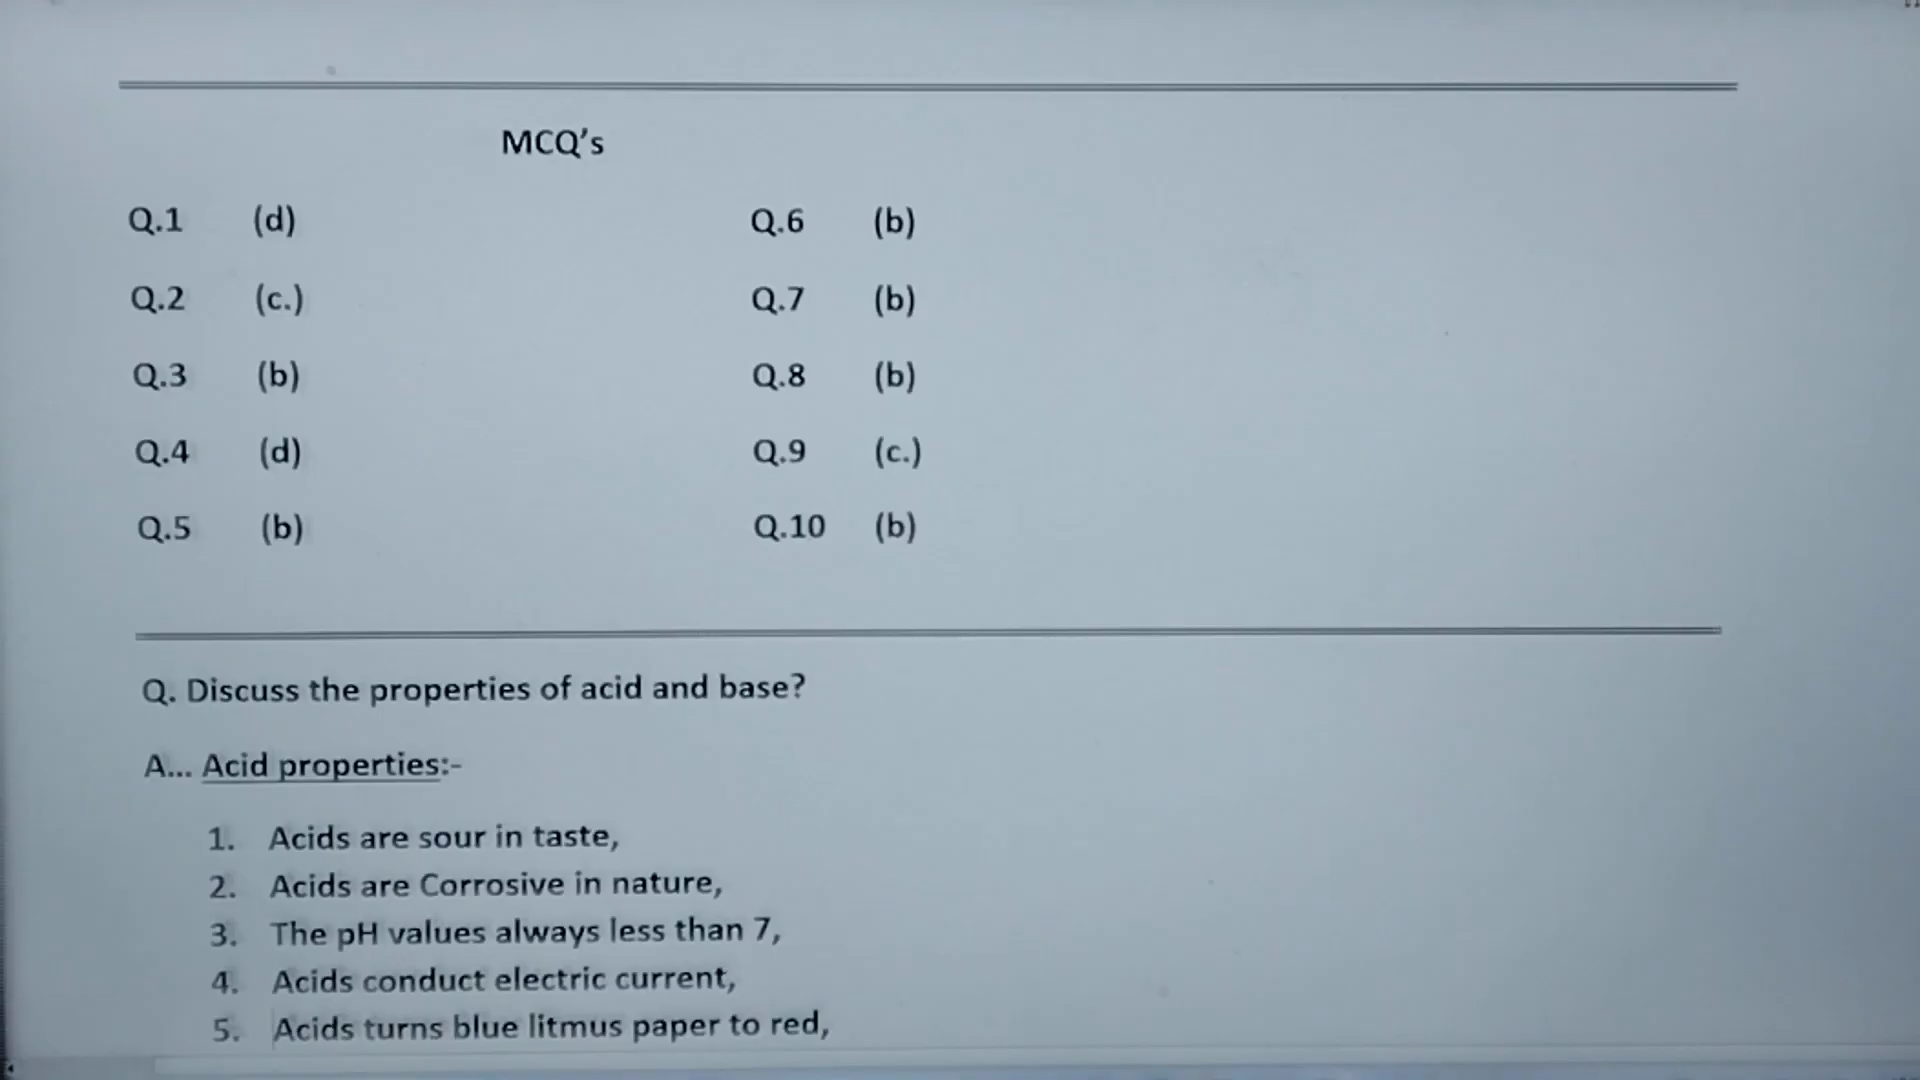 MCQ's
Q.1 (d) Q.6 (b)
Q.2 (c.) Q.7 (b)
Q.3 (b) Q.8 (b)
Q.4 (d) Q.9 (c.)
Q.5 (b) Q.10 (b)
Q. Discuss the properties of acid and base?
A... Acid properties:-
1. Acids are sour in taste,
2. Acids are Corrosive in nature,
3. The pH values always less than 7,
4. Acids conduct electric current,
5. Acids turns blue litmus paper to red,